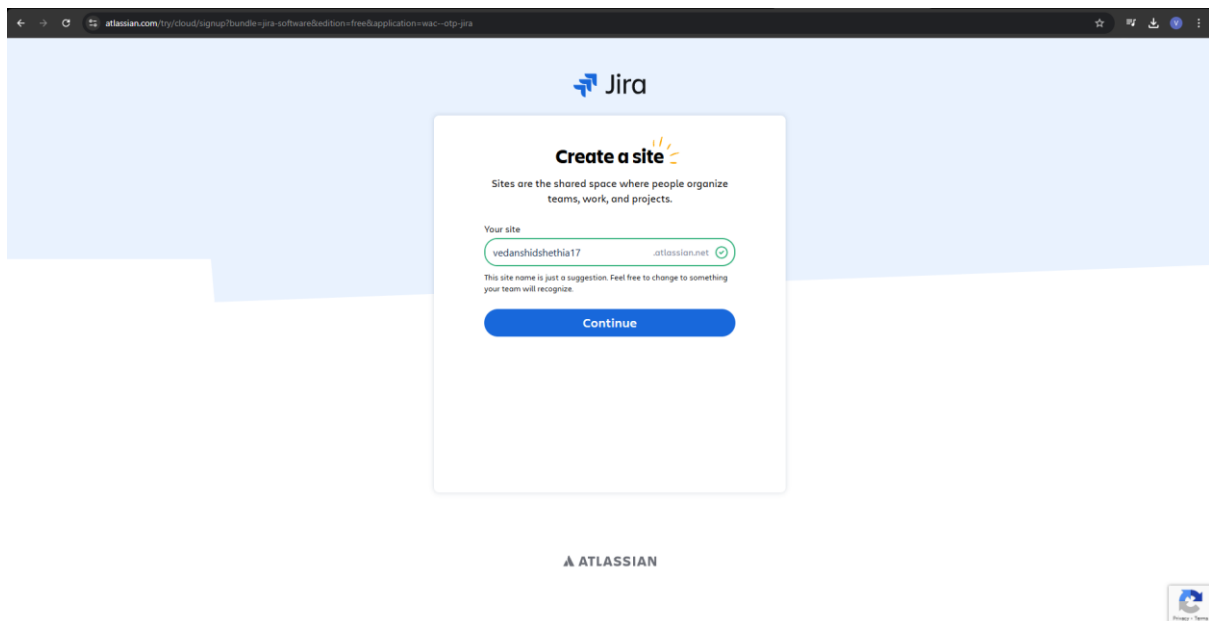 atlassian.com/try/cloud/signup?bundle=jira-software&edition=free&application=wac--otp-jira
V
Jira
Create a site
Sites are the shared space where people organize
teams, work, and projects.
Your site
vedanshidshethia17 .atlassian.net
This site name is just a suggestion. Feel free to change to something
your team will recognize.
Continue
ATLASSIAN
Privacy - Terms